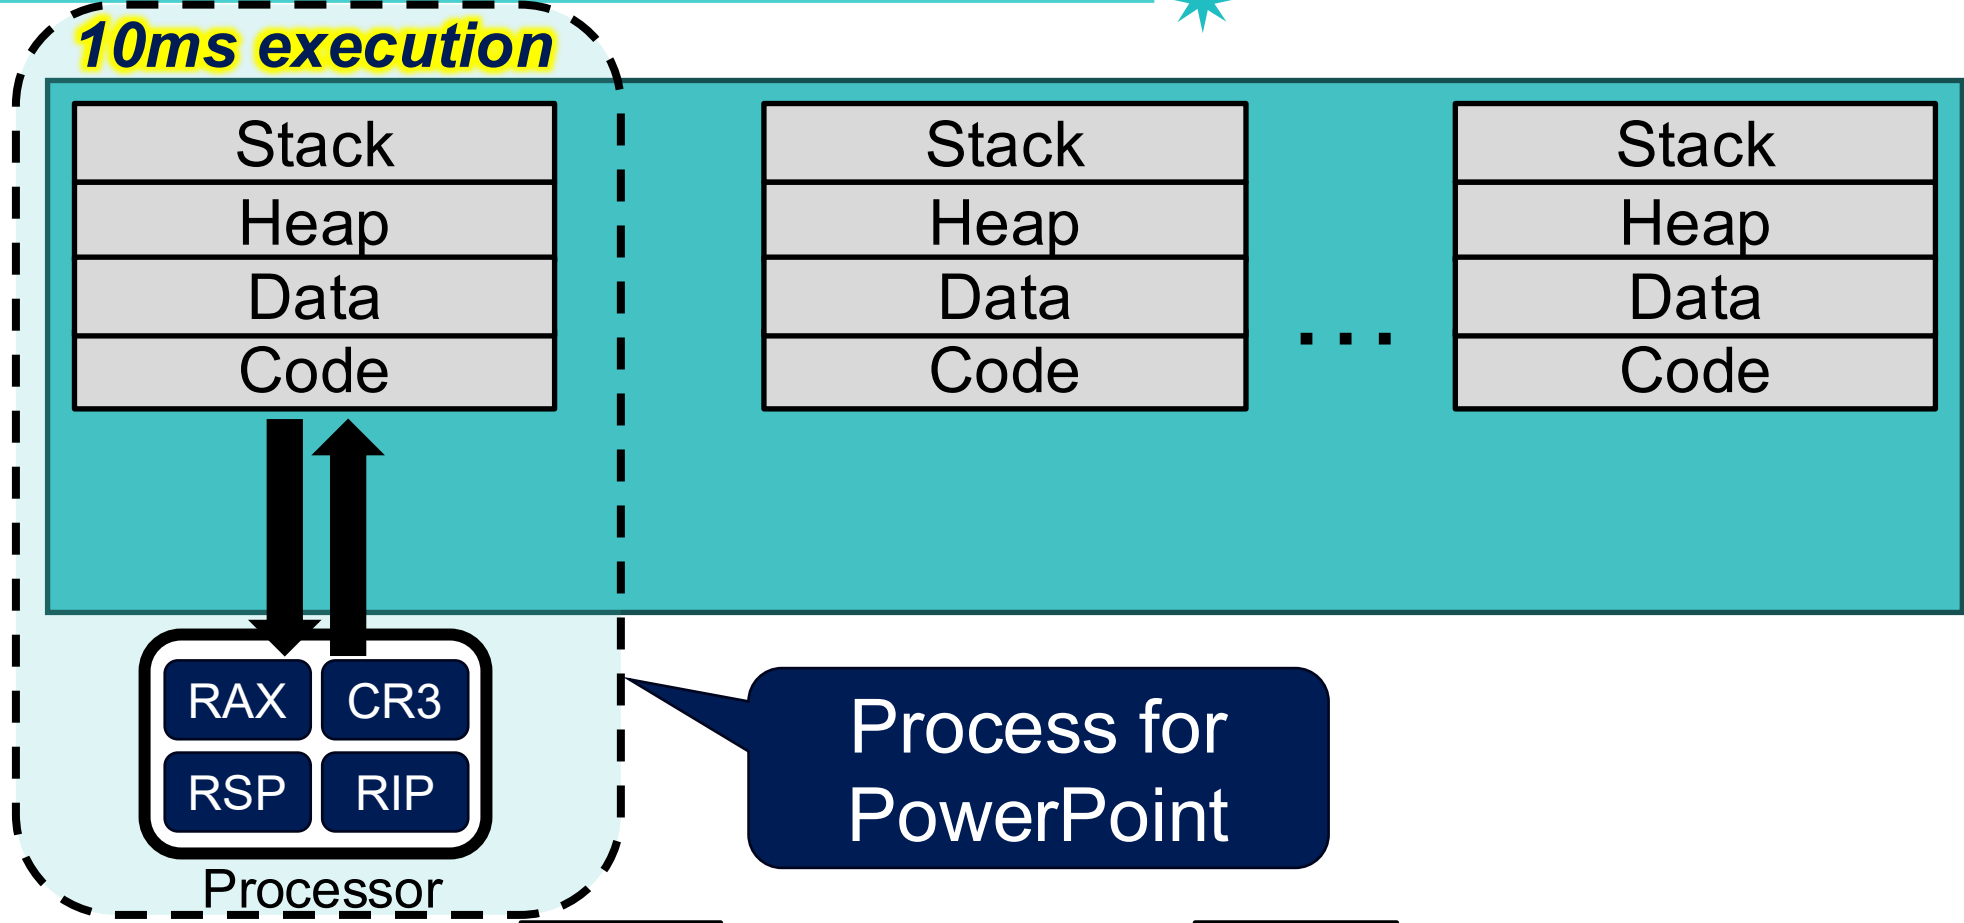 10ms execution
Stack
Heap
Data
Code
Stack
Heap
Data
Code
...
Stack
Heap
Data
Code
RAX
CR3
RSP
RIP
Processor
Process for
PowerPoint